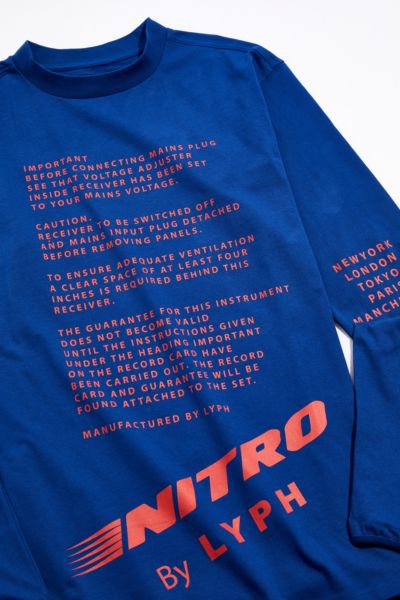 IMPORTANT
BEFORE CONNECTING MAINS PLUG
SEE THAT VOLTAGE ADJUSTER
INSIDE RECEIVER HAS BEEN SET
TO YOUR MAINS VOLTAGE.
CAUTION.
RECEIVER TO BE SWITCHED OFF
AND MAINS INPUT PLUG DETACHED
BEFORE REMOVING PANELS.
TO ENSURE ADEQUATE VENTILATION
A CLEAR SPACE OF AT LEAST FOUR
INCHES IS REQUIRED BEHIND THIS
RECEIVER.
THE GUARANTEE FOR THIS INSTRUMENT
DOES NOT BECOME VALID
UNTIL THE INSTRUCTIONS GIVEN
UNDER THE HEADING IMPORTANT
ON THE RECORD CARD HAVE
BEEN CARRIED OUT. THE RECORD
CARD AND GUARANTEE WILL BE
FOUND ATTACHED TO THE SET.
MANUFACTURED BY LYPH
NITRO
By LYPH
NEWYORK
LONDON
TOKYO
PARIS